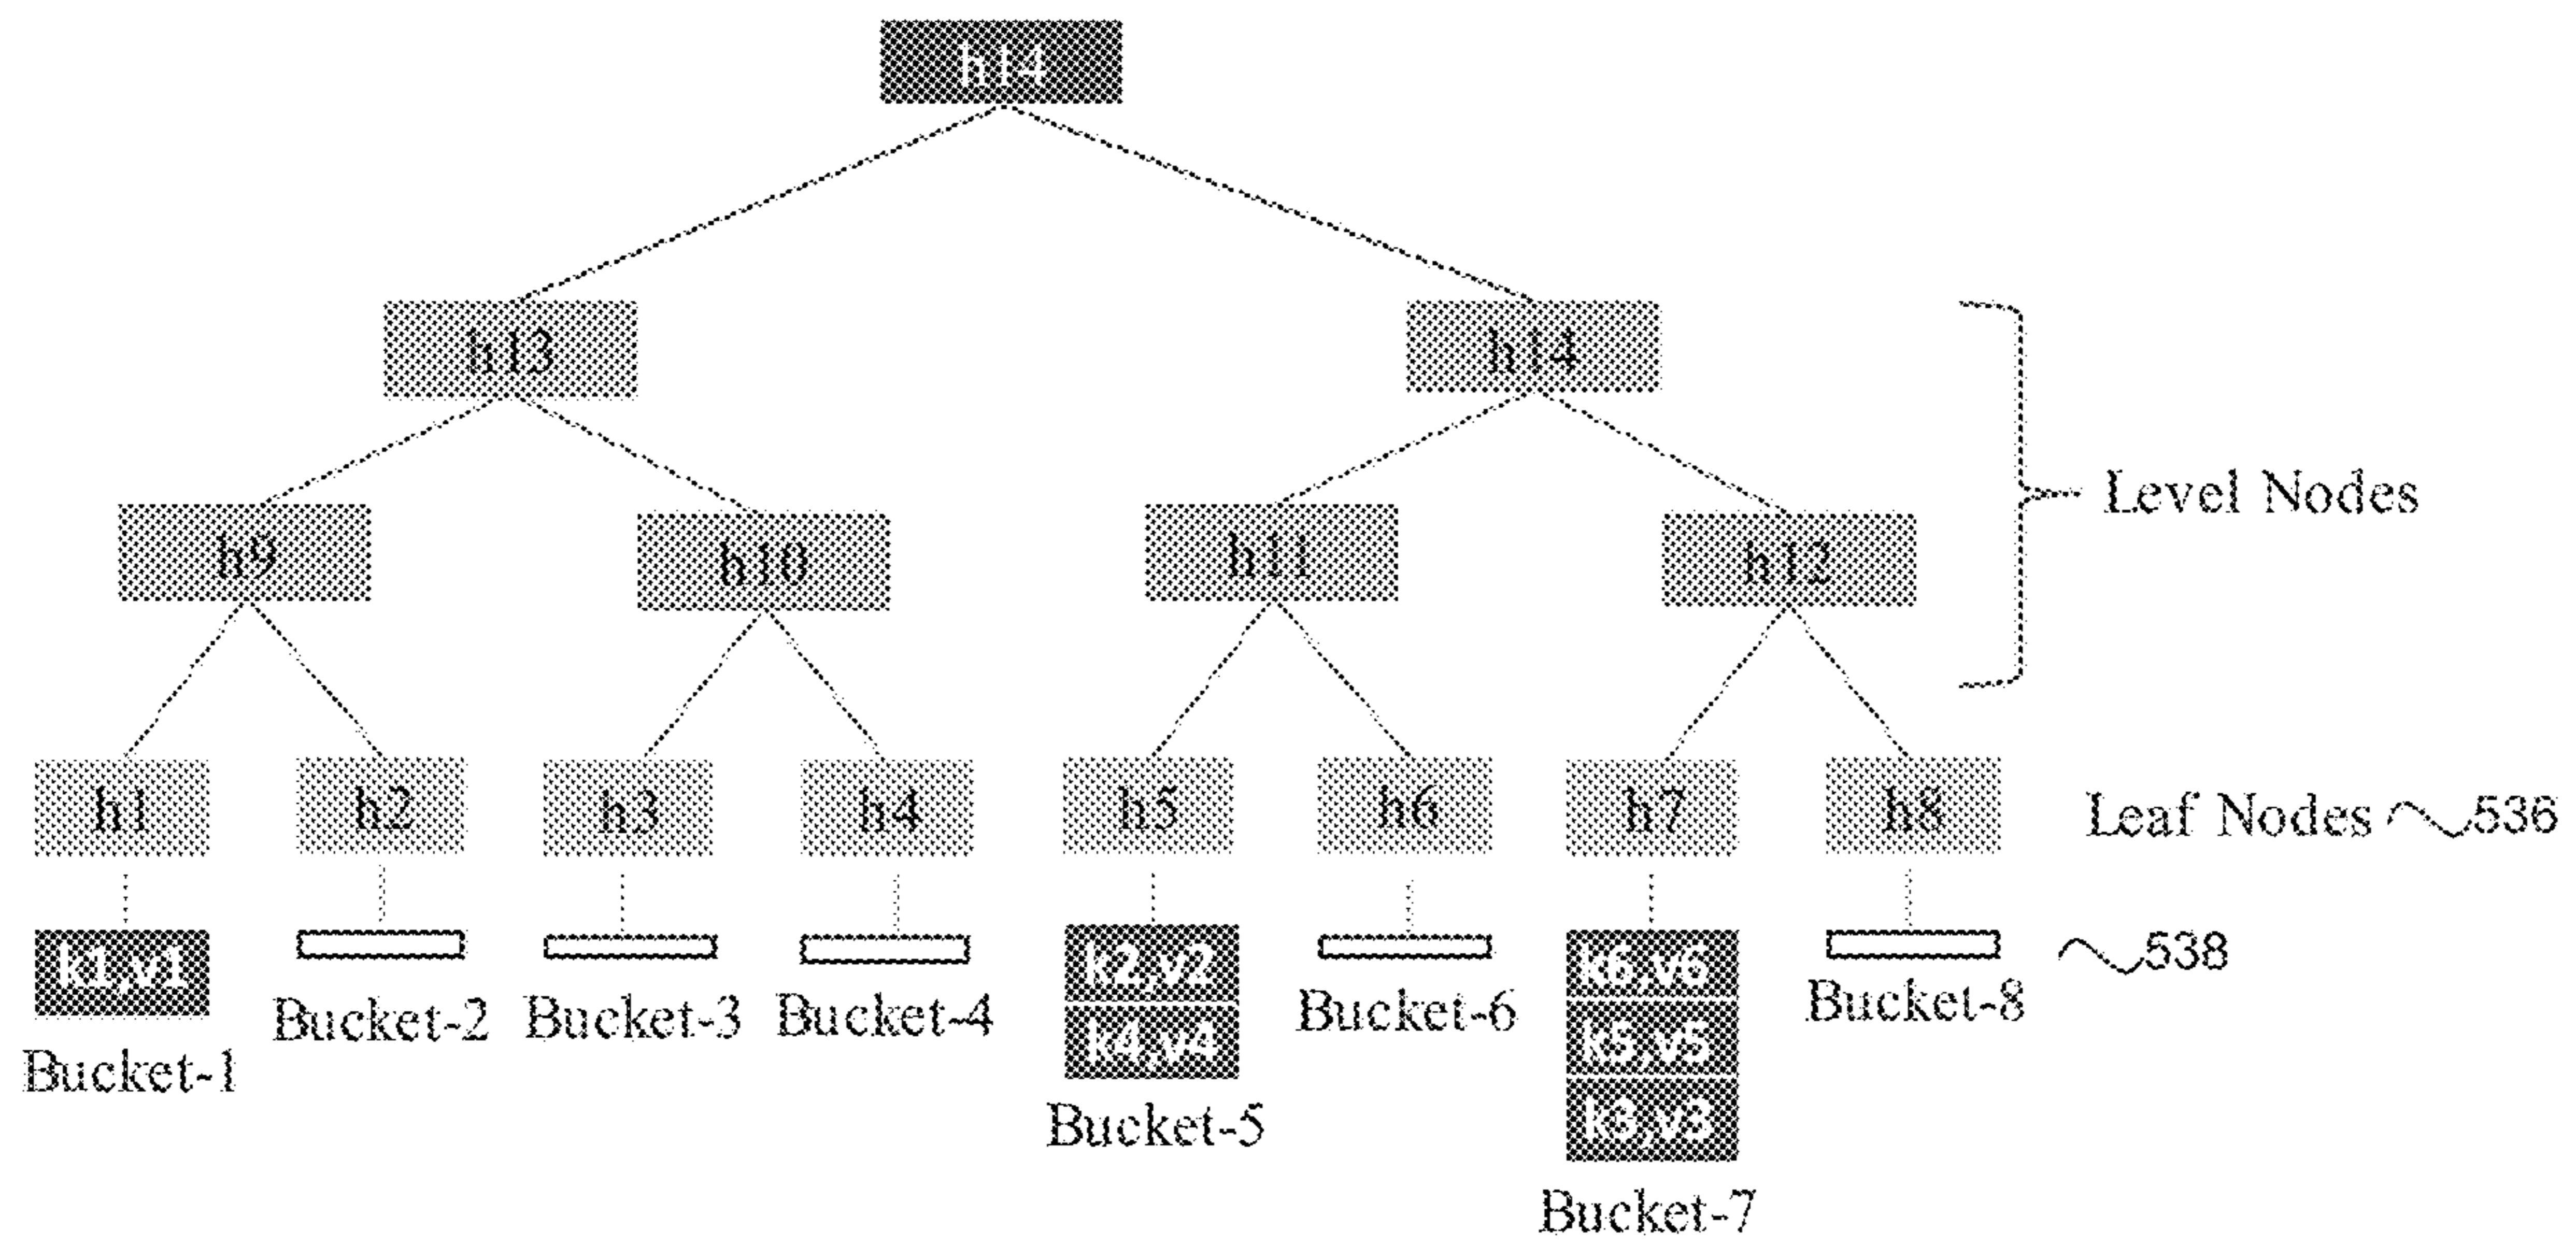 h14
h13
h14
h9
h10
h11
h12
Level Nodes
h1
h2
h3
h4
h5
h6
h7
h8
Leaf Nodes 536
k1,v1
k2,v2
k4,v4
k6,v6
k5,v5
k3,v3
538
Bucket-1
Bucket-2
Bucket-3
Bucket-4
Bucket-5
Bucket-6
Bucket-7
Bucket-8